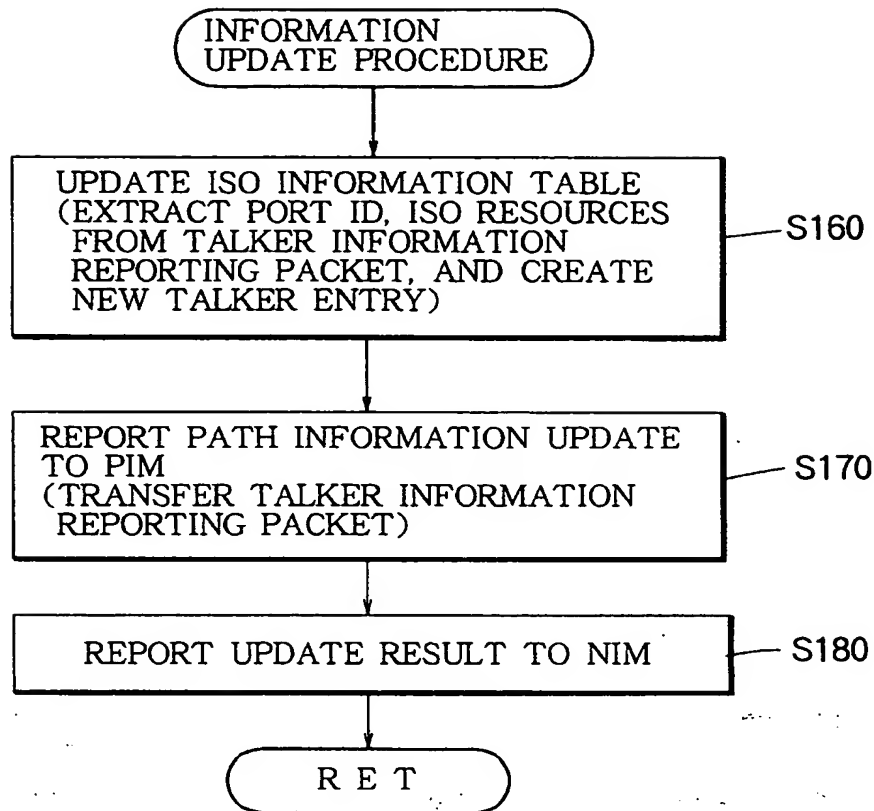 INFORMATION
UPDATE PROCEDURE
UPDATE ISO INFORMATION TABLE
(EXTRACT PORT ID, ISO RESOURCES
FROM TALKER INFORMATION
REPORTING PACKET, AND CREATE
NEW TALKER ENTRY)
S160
REPORT PATH INFORMATION UPDATE
TO PIM
(TRANSFER TALKER INFORMATION
REPORTING PACKET)
S170
REPORT UPDATE RESULT TO NIM
S180
R E T